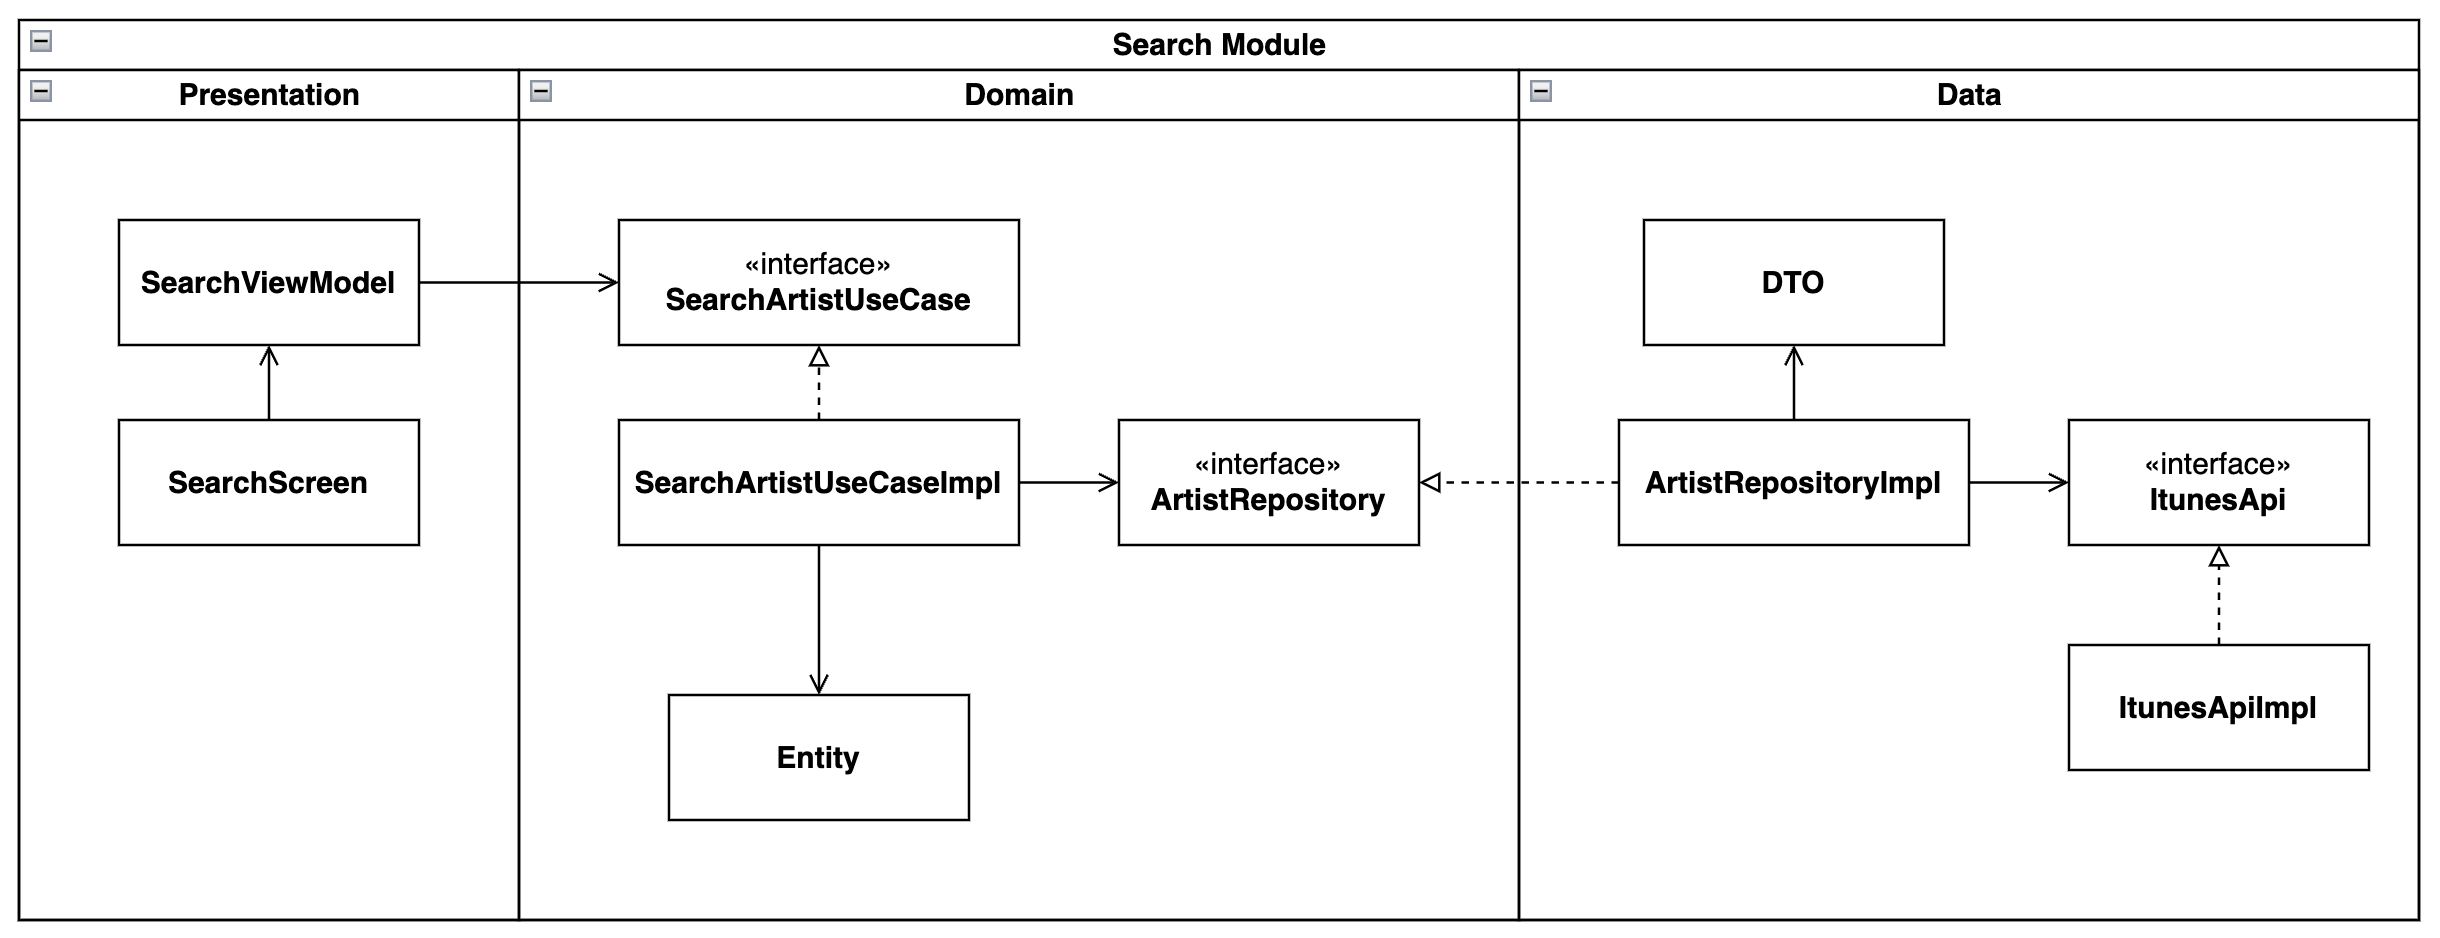 Search Module
Presentation
Domain
Data
SearchViewModel
«interface»
SearchArtistUseCase
DTO
SearchScreen
SearchArtistUseCaseImpl
«interface»
ArtistRepository
ArtistRepositoryImpl
«interface»
ItunesApi
Entity
ItunesApiImpl